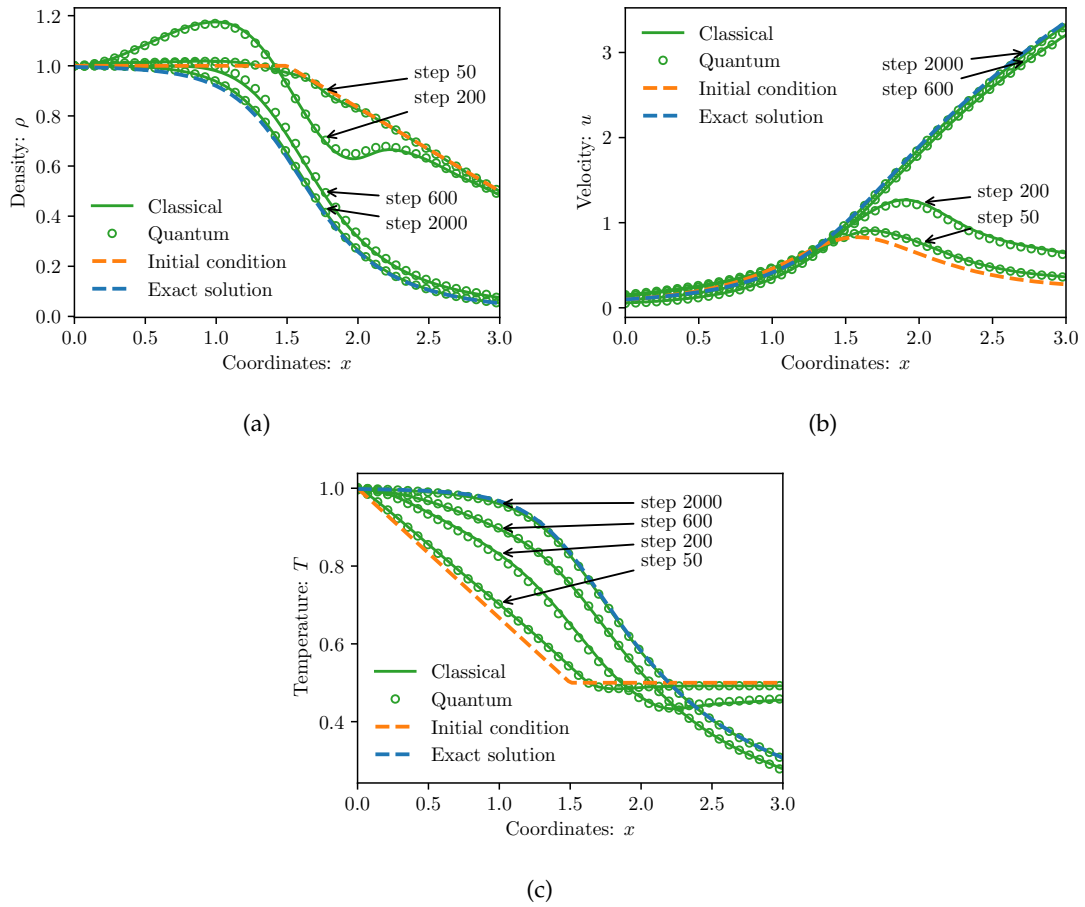 1.2
1.0
0.8
0.6
0.4
0.2
0.0
Density: ρ
step 50
step 200
step 600
step 2000
Classical
Quantum
Initial condition
Exact solution
0.0 0.5 1.0 1.5 2.0 2.5 3.0
Coordinates: x
(a)
3
2
1
0
Velocity: u
Classical
Quantum
Initial condition
Exact solution
step 2000
step 600
step 200
step 50
0.0 0.5 1.0 1.5 2.0 2.5 3.0
Coordinates: x
(b)
1.0
0.8
0.6
0.4
Temperature: T
step 2000
step 600
step 200
step 50
Classical
Quantum
Initial condition
Exact solution
0.0 0.5 1.0 1.5 2.0 2.5 3.0
Coordinates: x
(c)